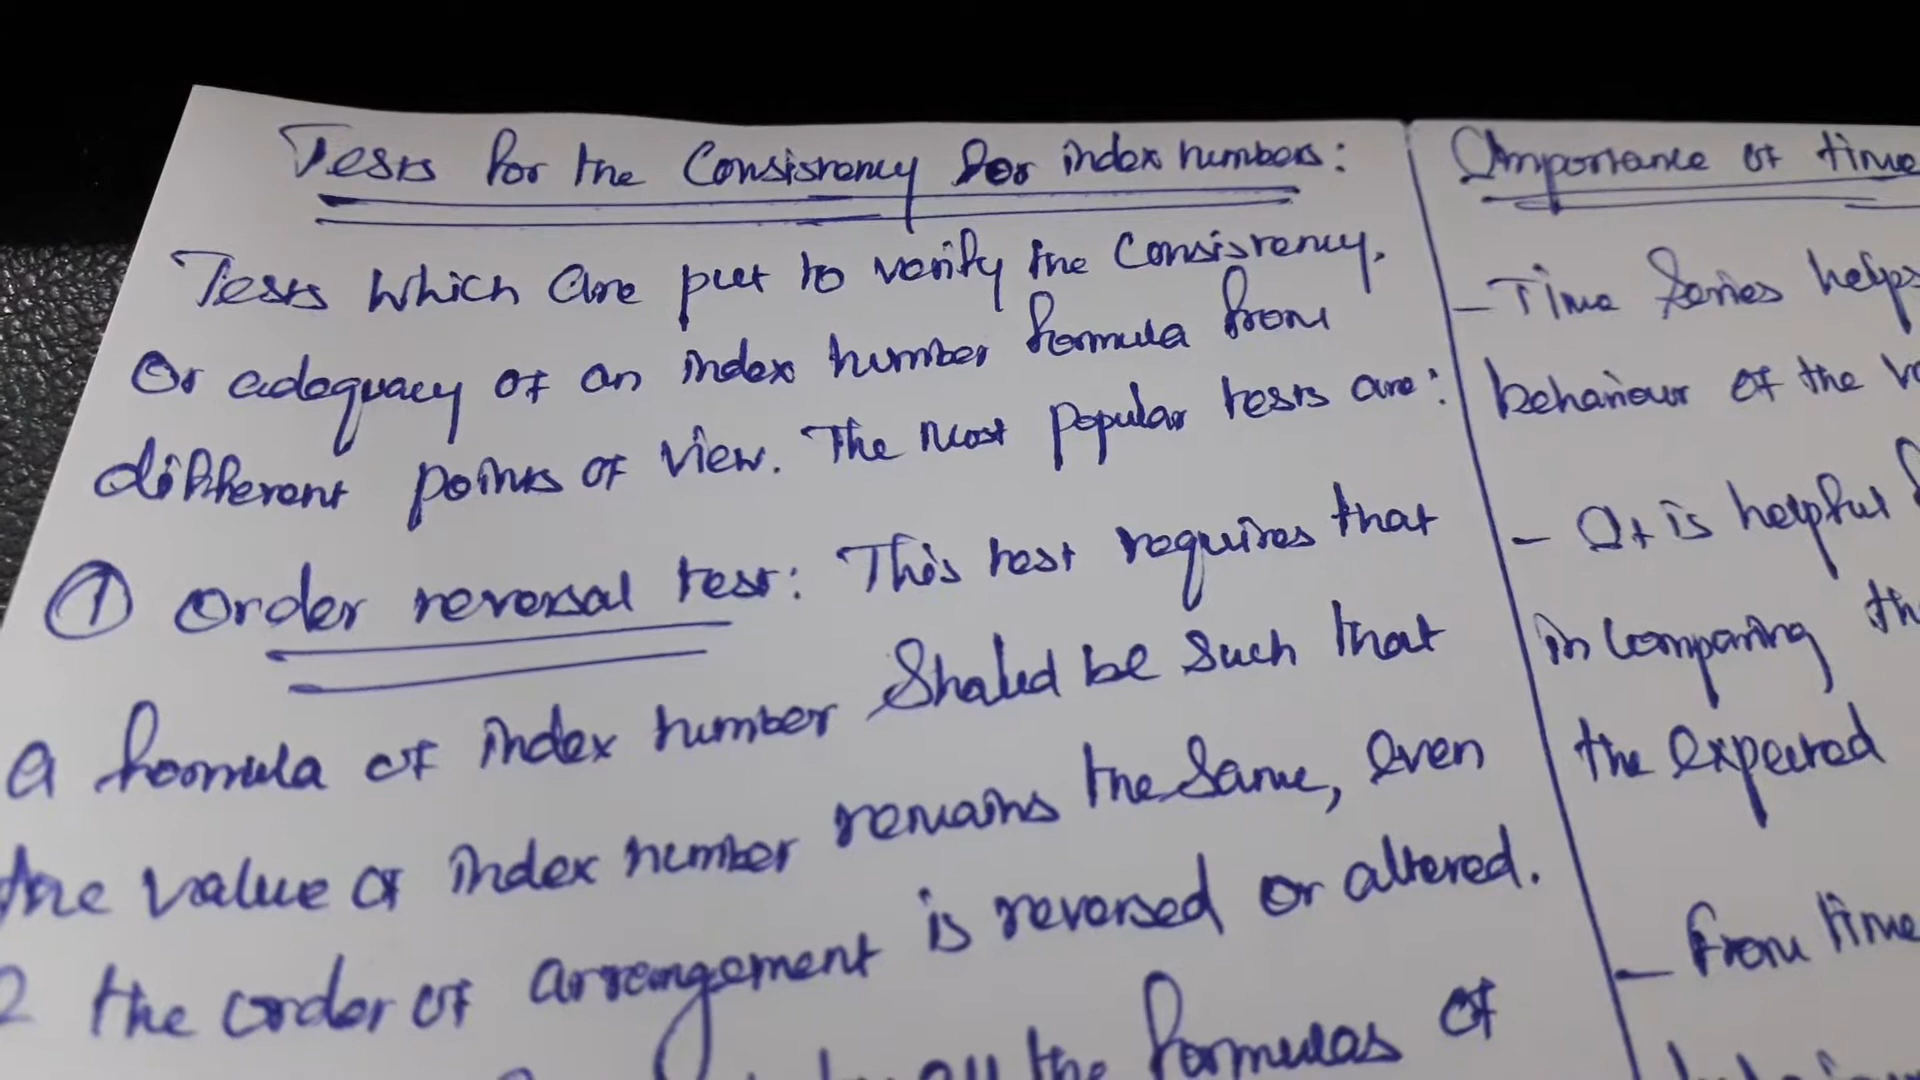 Tests for the Consistency for index numbers:
Tests which are put to verify the Consistency,
Or adequacy of an index number formula from
different points of view. The most popular tests are:
① Order reversal test: This test requires that
a formula of index number Should be such that
the value of index number remains the same, even
the order of arrangement is reversed or altered.
all the formulas of
Importance of time
- Time Series helps
behaviour of the
- It is helpful
in comparing
the expected
- From time